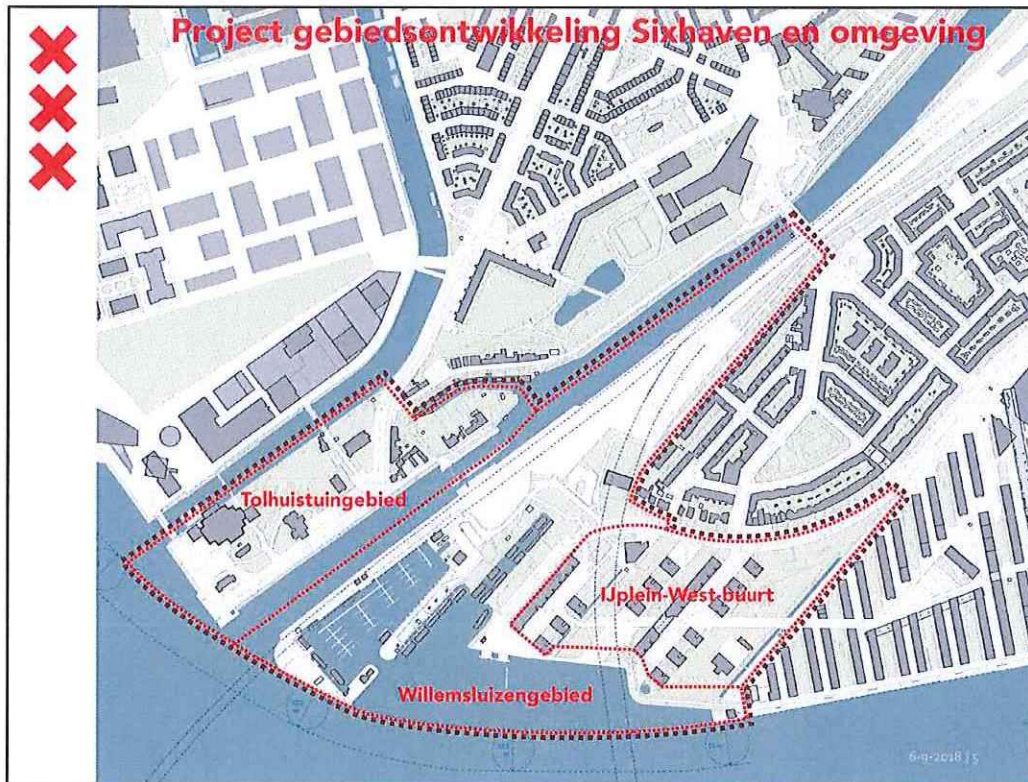 Project gebiedsontwikkeling Sixhaven en omgeving
Tolhuistuingebied
IJplein-West-buurt
Willemsluizengebied
6-9-2018 | 5